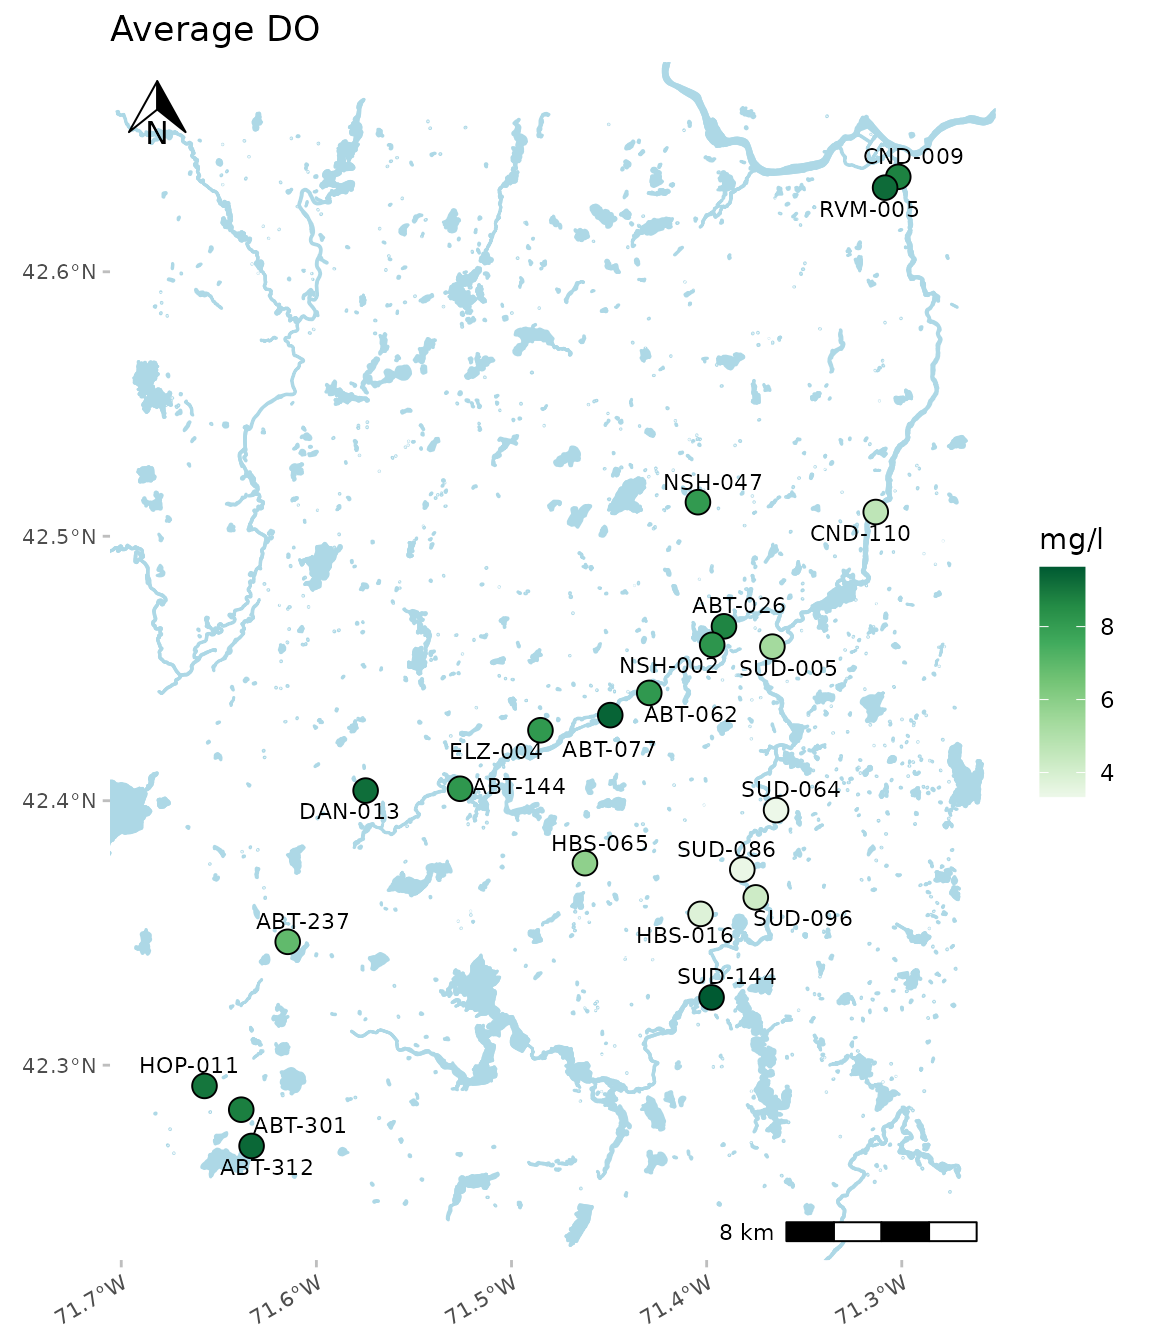 Average DO
N
CND-009
RVM-005
42.6°N
NSH-047
42.5°N
CND-110
mg/l
ABT-026
8
NSH-002
SUD-005
6
ABT-062
ELZ-004
ABT-077
4
42.4°N
ABT-144
SUD-064
DAN-013
HBS-065
SUD-086
ABT-237
SUD-096
HBS-016
SUD-144
42.3°N
HOP-011
ABT-301
ABT-312
8 km
71.7°W
71.6°W
71.5°W
71.4°W
71.3°W